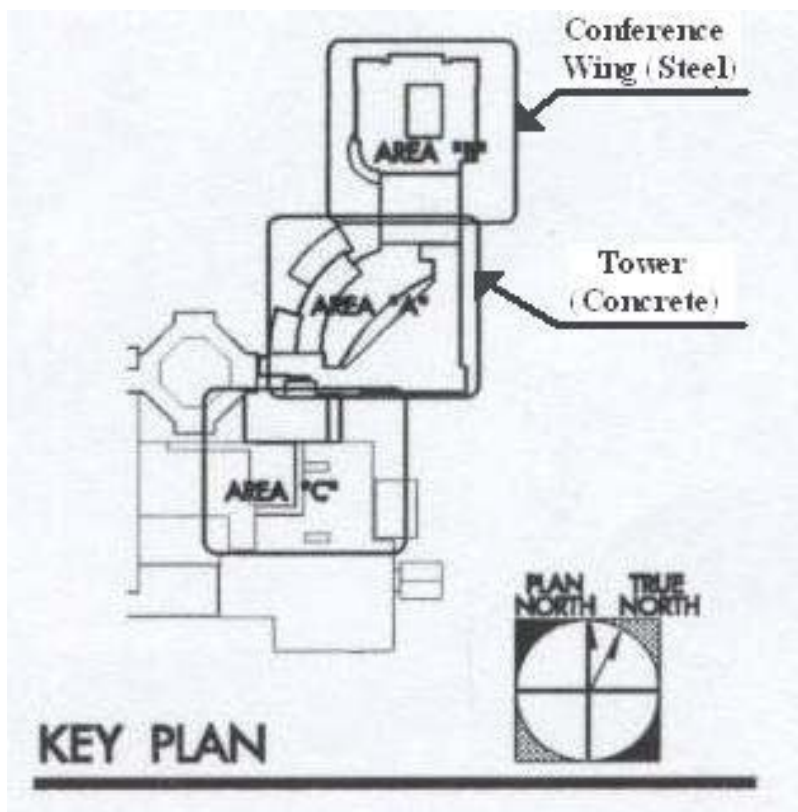 Conference
Wing (Steel)
AREA "B"
Tower
(Concrete)
AREA "A"
AREA "C"
PLAN NORTH
TRUE NORTH
KEY PLAN